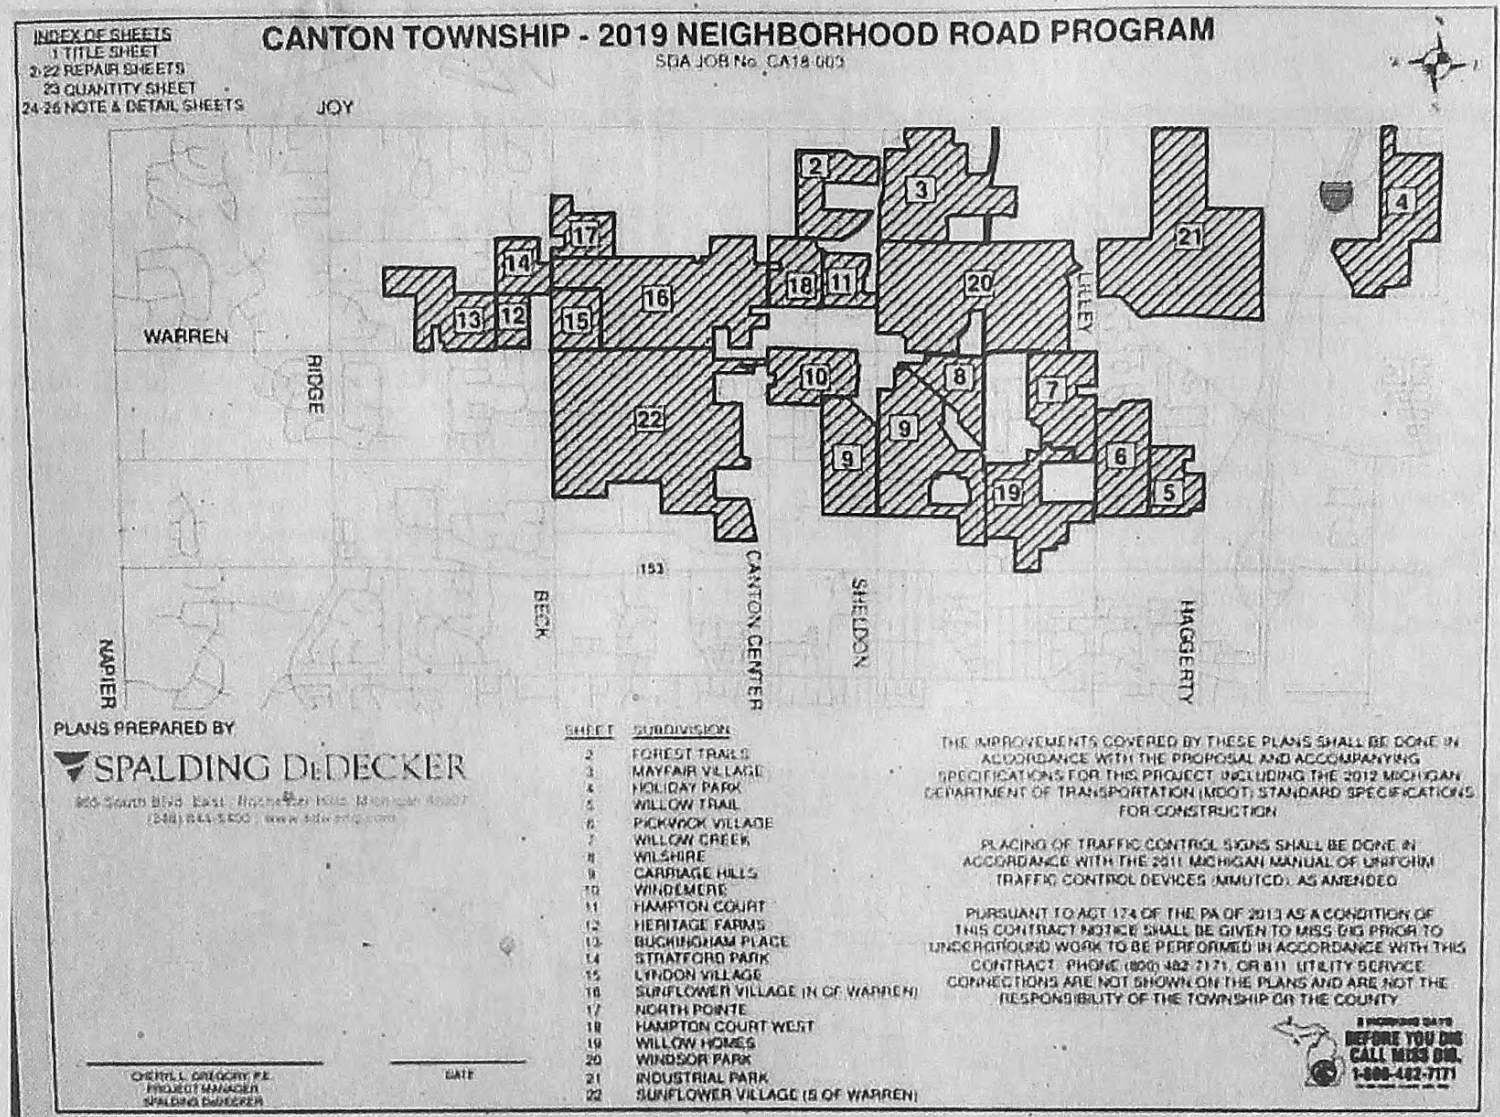 INDEX OF SHEETS
1 TITLE SHEET
2-22 REPAIR SHEETS
23 QUANTITY SHEET
24-26 NOTE & DETAIL SHEETS
CANTON TOWNSHIP - 2019 NEIGHBORHOOD ROAD PROGRAM
SDA JOB No. CA18-003
JOY
2
3
4
17
21
14
16
18
11
20
13
12
15
LILLEY
WARREN
RIDGE
10
8
7
22
9
9
6
19
5
153
BECK
CANTON CENTER
SHELDON
HAGGERTY
NAPIER
PLANS PREPARED BY
SPALDING DEDECKER
905 South Blvd. East, Rochester Hills, Michigan 48307
SHEET SUBDIVISION
2 FOREST TRAILS
3 MAYFAIR VILLAGE
4 HOLIDAY PARK
5 WILLOW TRAIL
6 PICKWICK VILLAGE
7 WILLOW CREEK
8 WILSHIRE
9 CARRIAGE HILLS
10 WINDEMERE
11 HAMPTON COURT
12 HERITAGE FARMS
13 BUCKINGHAM PLACE
14 STRATFORD PARK
15 LYNDON VILLAGE
16 SUNFLOWER VILLAGE (N OF WARREN)
17 NORTH POINTE
18 HAMPTON COURT WEST
19 WILLOW HOMES
20 WINDSOR PARK
21 INDUSTRIAL PARK
22 SUNFLOWER VILLAGE (S OF WARREN)
THE IMPROVEMENTS COVERED BY THESE PLANS SHALL BE DONE IN
ACCORDANCE WITH THE PROPOSAL AND ACCOMPANYING
SPECIFICATIONS FOR THIS PROJECT INCLUDING THE 2012 MICHIGAN
DEPARTMENT OF TRANSPORTATION (MDOT) STANDARD SPECIFICATIONS
FOR CONSTRUCTION
PLACING OF TRAFFIC CONTROL SIGNS SHALL BE DONE IN
ACCORDANCE WITH THE 2011 MICHIGAN MANUAL OF UNIFORM
TRAFFIC CONTROL DEVICES (MMUTCD), AS AMENDED
PURSUANT TO ACT 174 OF THE PA OF 2013 AS A CONDITION OF
THIS CONTRACT NOTICE SHALL BE GIVEN TO MISS DIG PRIOR TO
UNDERGROUND WORK TO BE PERFORMED IN ACCORDANCE WITH THIS
CONTRACT. PHONE (800) 482-7171, OR 811 UTILITY SERVICE
CONNECTIONS ARE NOT SHOWN ON THE PLANS AND ARE NOT THE
RESPONSIBILITY OF THE TOWNSHIP OR THE COUNTY
CHERYL L. GREGORY, P.E.
PROJECT MANAGER
SPALDING DEDECKER
DATE
3 WORKING DAYS
BEFORE YOU DIG
CALL MISS DIG.
1-800-482-7171